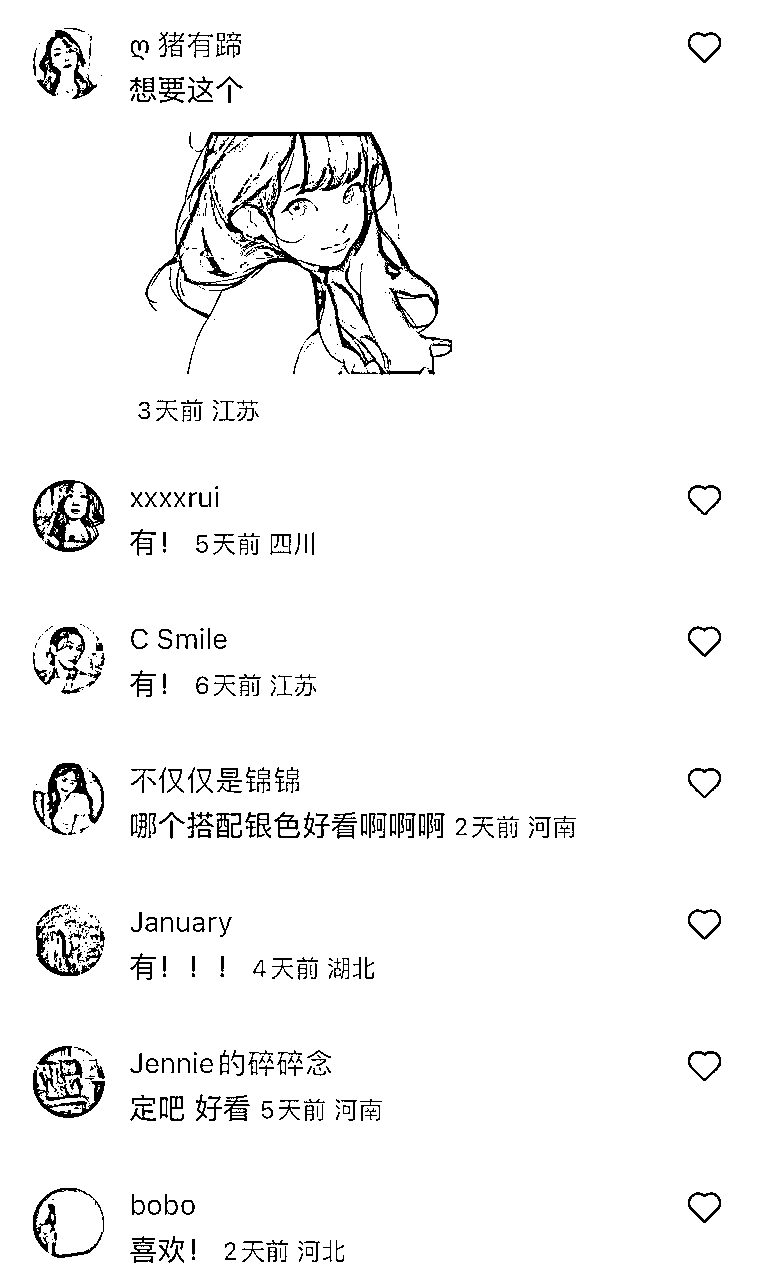 ღ 猪有蹄
想要这个
3天前 江苏
xxxxrui
有! 5天前 四川
C Smile
有! 6天前 江苏
不仅仅是锦锦
哪个搭配银色好看啊啊啊 2天前 河南
January
有!!! 4天前 湖北
Jennie的碎碎念
定吧 好看 5天前 河南
bobo
喜欢! 2天前 河北